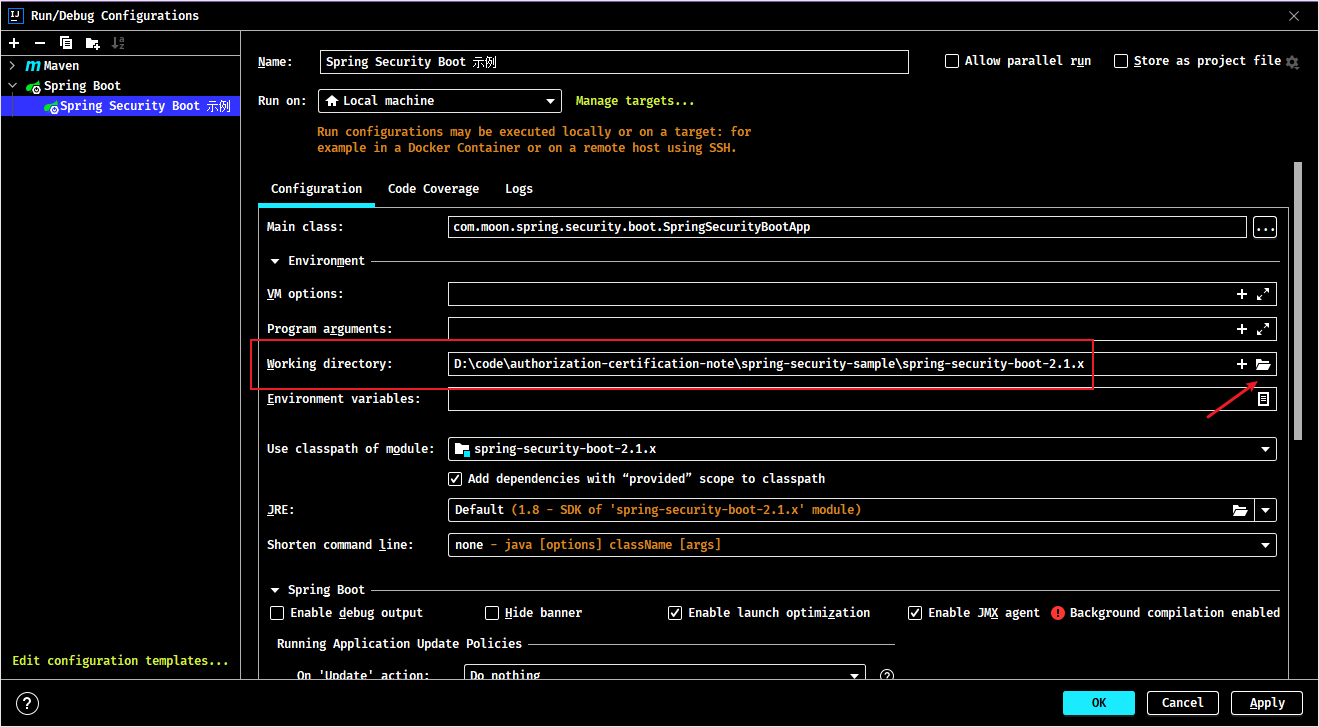 Run/Debug Configurations
Maven
Spring Boot
Spring Security Boot 示例
Edit configuration templates...
Name: Spring Security Boot 示例
Allow parallel run
Store as project file
Run on: Local machine
Manage targets...
Run configurations may be executed locally or on a target: for
example in a Docker Container or on a remote host using SSH.
Configuration Code Coverage Logs
Main class: com.moon.spring.security.boot.SpringSecurityBootApp ...
Environment
VM options:
Program arguments:
Working directory: D:\code\authorization-certification-note\spring-security-sample\spring-security-boot-2.1.x
Environment variables:
Use classpath of module: spring-security-boot-2.1.x
Add dependencies with “provided” scope to classpath
JRE: Default (1.8 - SDK of 'spring-security-boot-2.1.x' module)
Shorten command line: none - java [options] className [args]
Spring Boot
Enable debug output Hide banner Enable launch optimization Enable JMX agent Background compilation enabled
Running Application Update Policies
On 'Update' action: Do nothing
OK Cancel Apply